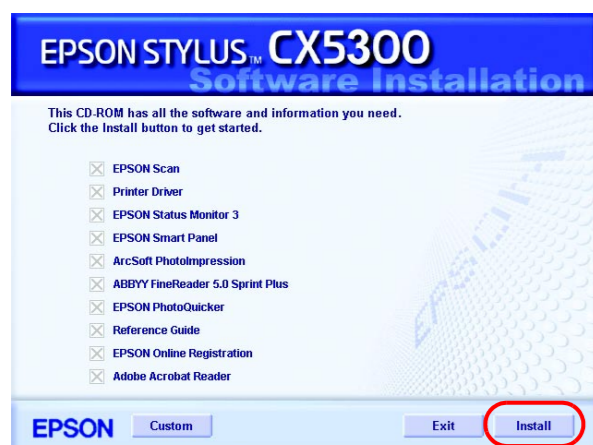 EPSON STYLUS™ CX5300
Software Installation
This CD-ROM has all the software and information you need.
Click the Install button to get started.
EPSON Scan
Printer Driver
EPSON Status Monitor 3
EPSON Smart Panel
ArcSoft PhotoImpression
ABBYY FineReader 5.0 Sprint Plus
EPSON PhotoQuicker
Reference Guide
EPSON Online Registration
Adobe Acrobat Reader
EPSON
EPSON Custom Exit Install